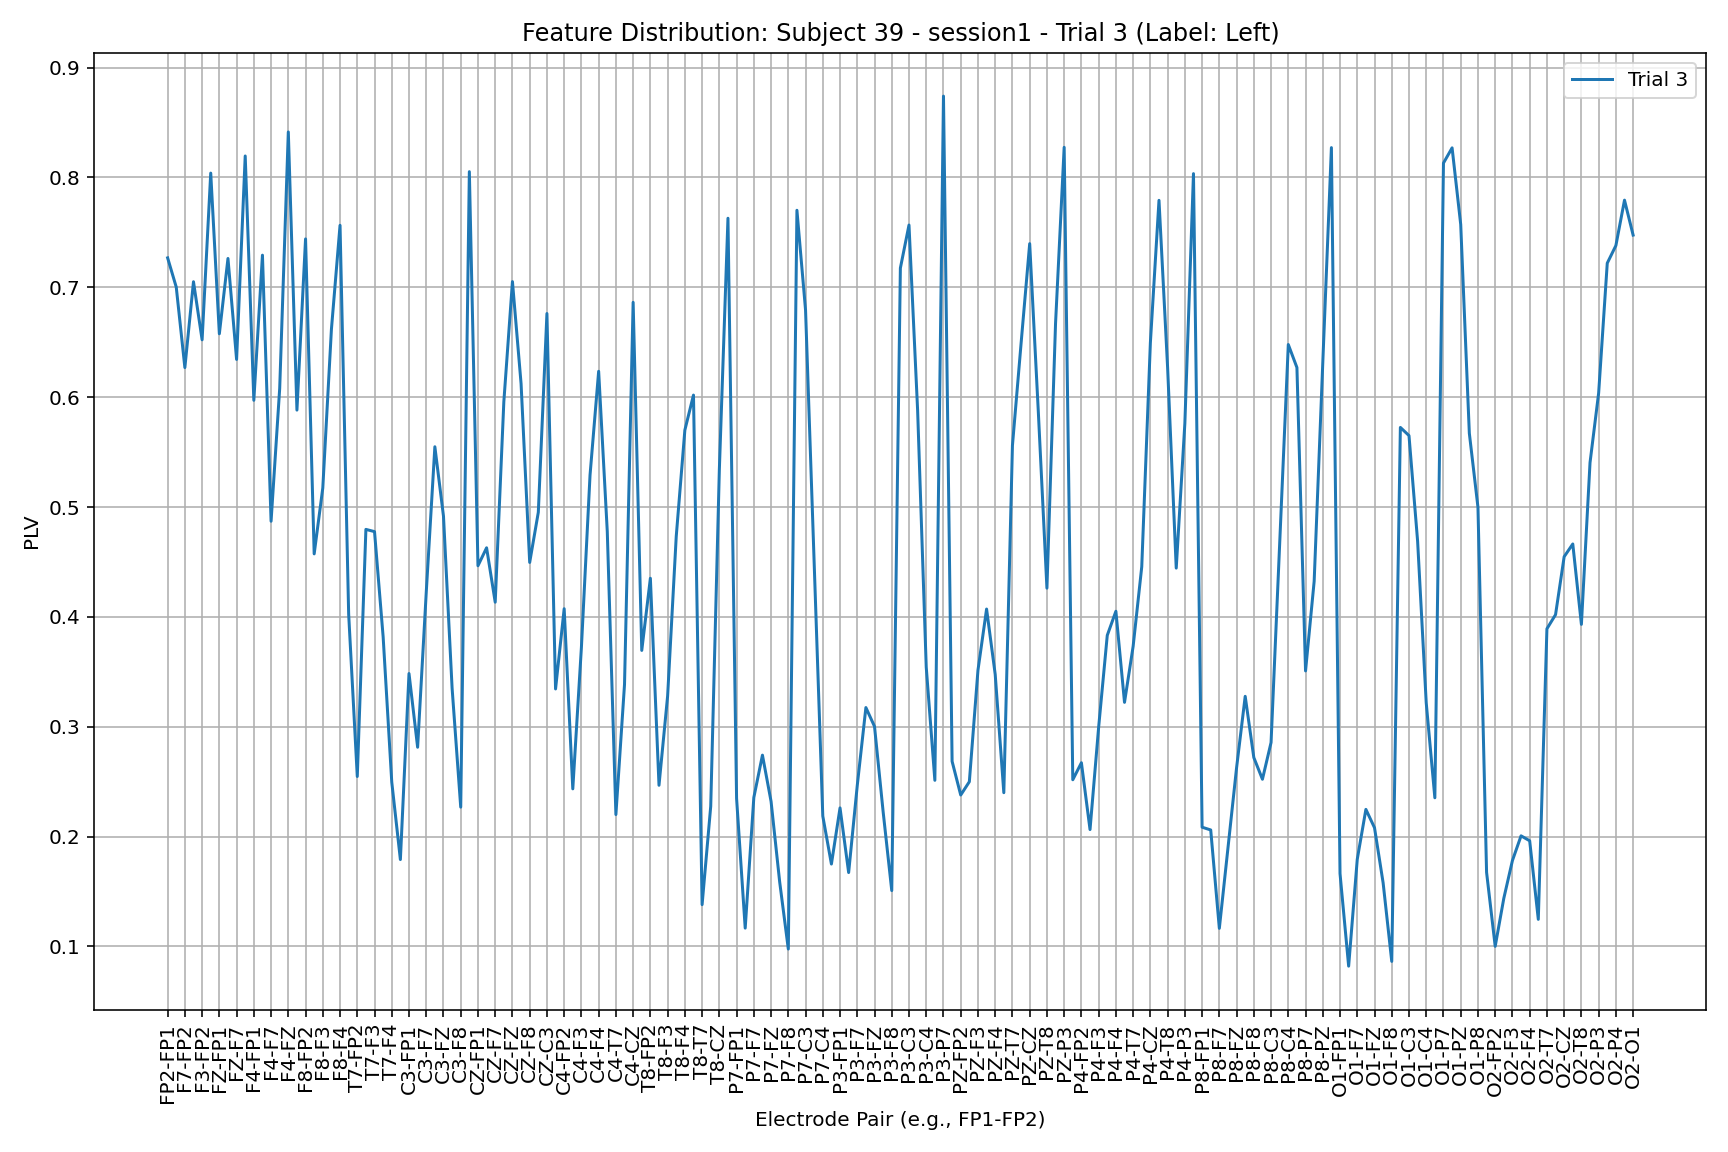 Feature Distribution: Subject 39 - session1 - Trial 3 (Label: Left)
Trial 3
0.9
0.8
0.7
0.6
0.5
0.4
0.3
0.2
0.1
PLV
FP2-FP1
F7-FP2
F3-FP2
FZ-FP1
FZ-F7
F4-FP1
F4-F7
F4-FZ
F8-FP2
F8-F3
F8-F4
T7-FP2
T7-F3
T7-F4
C3-FP1
C3-F7
C3-FZ
C3-F8
CZ-FP1
CZ-F7
CZ-FZ
CZ-F8
CZ-C3
C4-FP2
C4-F3
C4-F4
C4-T7
C4-CZ
T8-FP2
T8-F3
T8-F4
T8-T7
T8-CZ
P7-FP1
P7-F7
P7-FZ
P7-F8
P7-C3
P7-C4
P3-FP1
P3-F7
P3-FZ
P3-F8
P3-C3
P3-C4
P3-P7
PZ-FP2
PZ-F3
PZ-F4
PZ-T7
PZ-CZ
PZ-T8
PZ-P3
P4-FP2
P4-F3
P4-F4
P4-T7
P4-CZ
P4-T8
P4-P3
P8-FP1
P8-F7
P8-FZ
P8-F8
P8-C3
P8-C4
P8-P7
P8-PZ
O1-FP1
O1-F7
O1-FZ
O1-F8
O1-C3
O1-C4
O1-P7
O1-PZ
O1-P8
O2-FP2
O2-F3
O2-F4
O2-T7
O2-CZ
O2-T8
O2-P3
O2-P4
O2-O1
Electrode Pair (e.g., FP1-FP2)